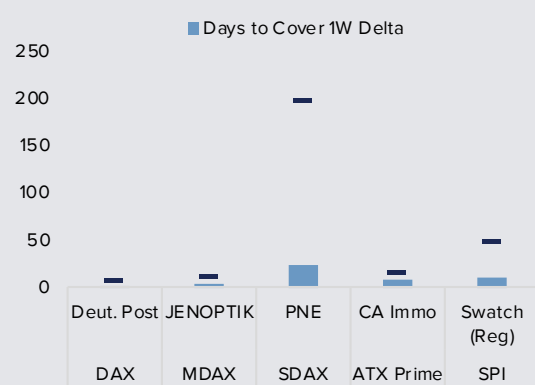 Days to Cover 1W Delta
250
200
150
100
50
0
Deut. Post JENOPTIK PNE CA Immo Swatch
(Reg)
DAX MDAX SDAX ATX Prime SPI